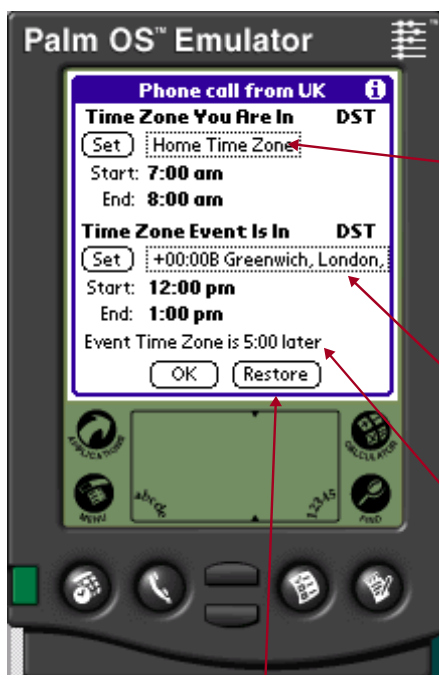 Palm OS™ Emulator
Phone call from UK i
Time Zone You Are In DST
Set Home Time Zone
Start: 7:00 am
End: 8:00 am
Time Zone Event Is In DST
Set +00:00B Greenwich, London,
Start: 12:00 pm
End: 1:00 pm
Event Time Zone is 5:00 later
OK Restore
APPLICATIONS
CALCULATOR
MENU
abcde
12345
FIND